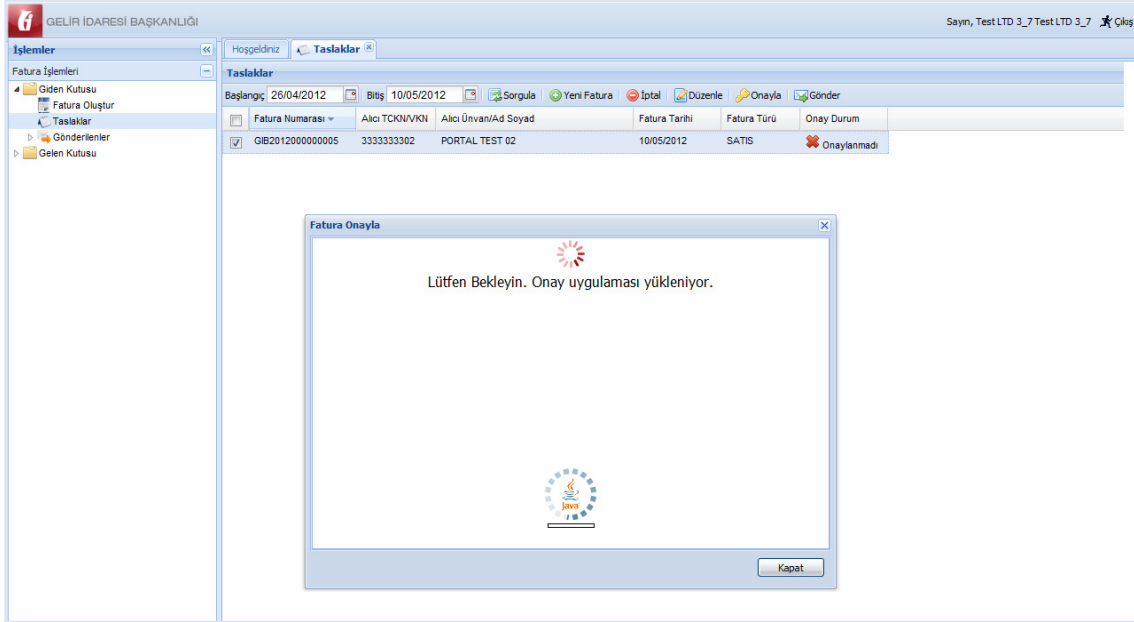 GELİR İDARESİ BAŞKANLIĞI
Sayın, Test LTD 3_7 Test LTD 3_7 Çıkış
İşlemler
Fatura İşlemleri
Giden Kutusu
Fatura Oluştur
Taslaklar
Gönderilenler
Gelen Kutusu
Hoşgeldiniz Taslaklar
Taslaklar
Başlangıç 26/04/2012 Bitiş 10/05/2012 Sorgula Yeni Fatura İptal Düzenle Onayla Gönder
Fatura Numarası Alıcı TCKN/VKN Alıcı Ünvan/Ad Soyad Fatura Tarihi Fatura Türü Onay Durum
GIB2012000000005 3333333302 PORTAL TEST 02 10/05/2012 SATIS Onaylanmadı
Fatura Onayla
Lütfen Bekleyin. Onay uygulaması yükleniyor.
Java
Kapat